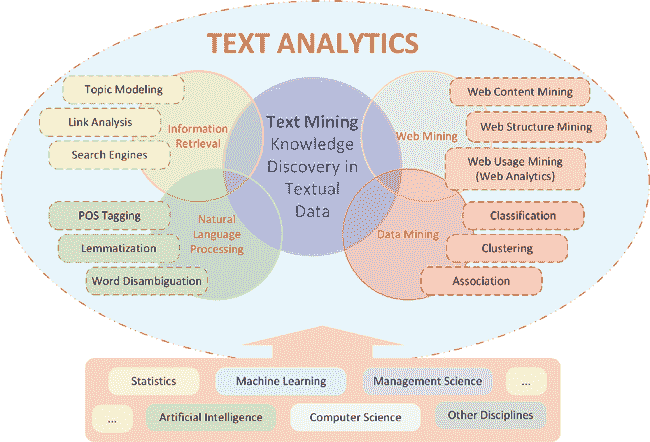 TEXT ANALYTICS
Topic Modeling
Link Analysis
Search Engines
Information
Retrieval
Text Mining
Knowledge
Discovery in
Textual
Data
Web Mining
Web Content Mining
Web Structure Mining
Web Usage Mining
(Web Analytics)
POS Tagging
Lemmatization
Word Disambiguation
Natural
Language
Processing
Data Mining
Classification
Clustering
Association
Statistics
Machine Learning
Management Science
...
...
Artificial Intelligence
Computer Science
Other Disciplines